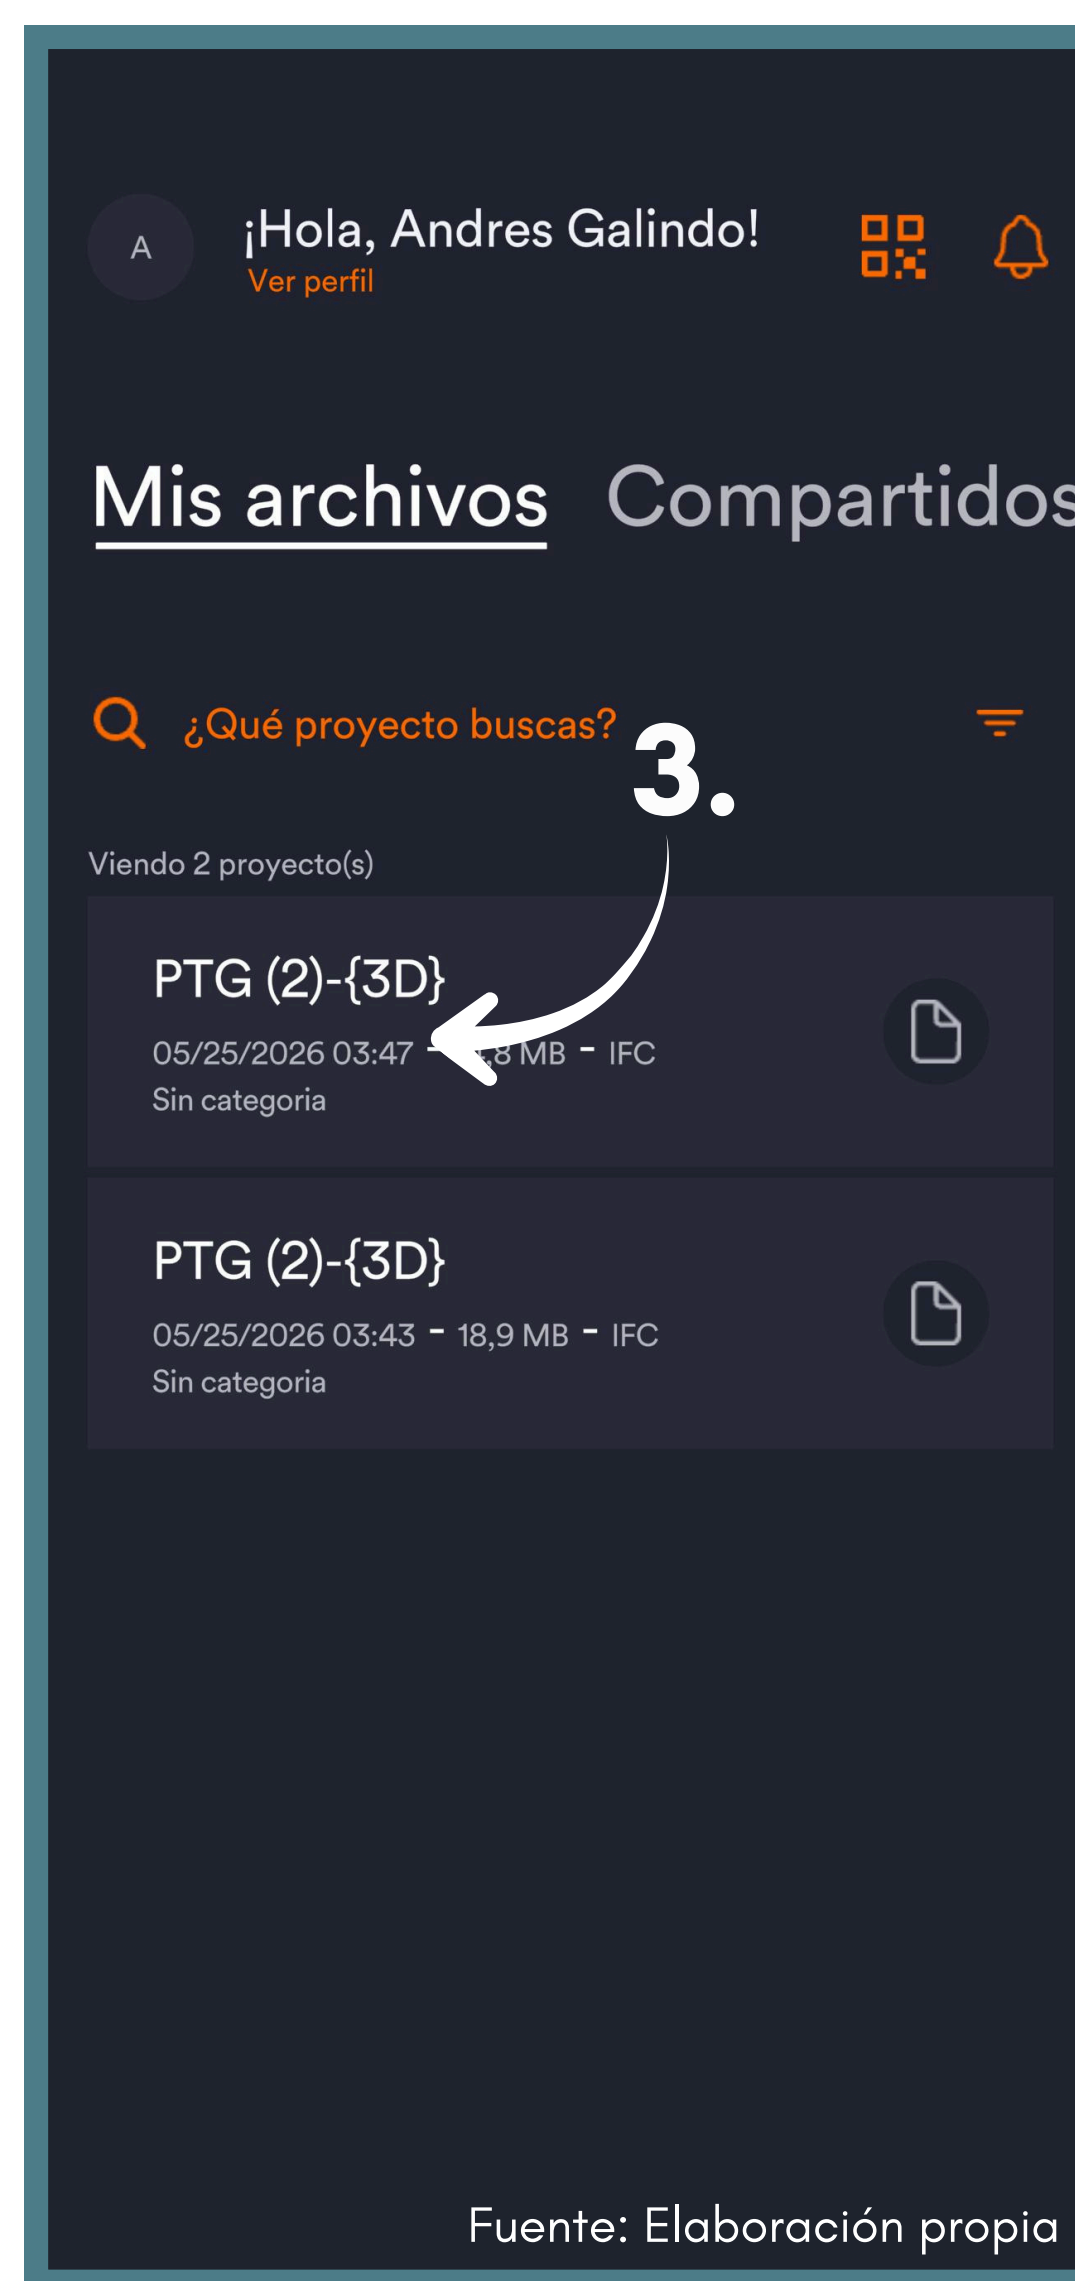 A
¡Hola, Andres Galindo!
Ver perfil
Mis archivos Compartidos
¿Qué proyecto buscas?
3.
Viendo 2 proyecto(s)
PTG (2)-{3D}
05/25/2026 03:47 - MB - IFC
Sin categoria
PTG (2)-{3D}
05/25/2026 03:43 - 18,9 MB - IFC
Sin categoria
Fuente: Elaboración propia